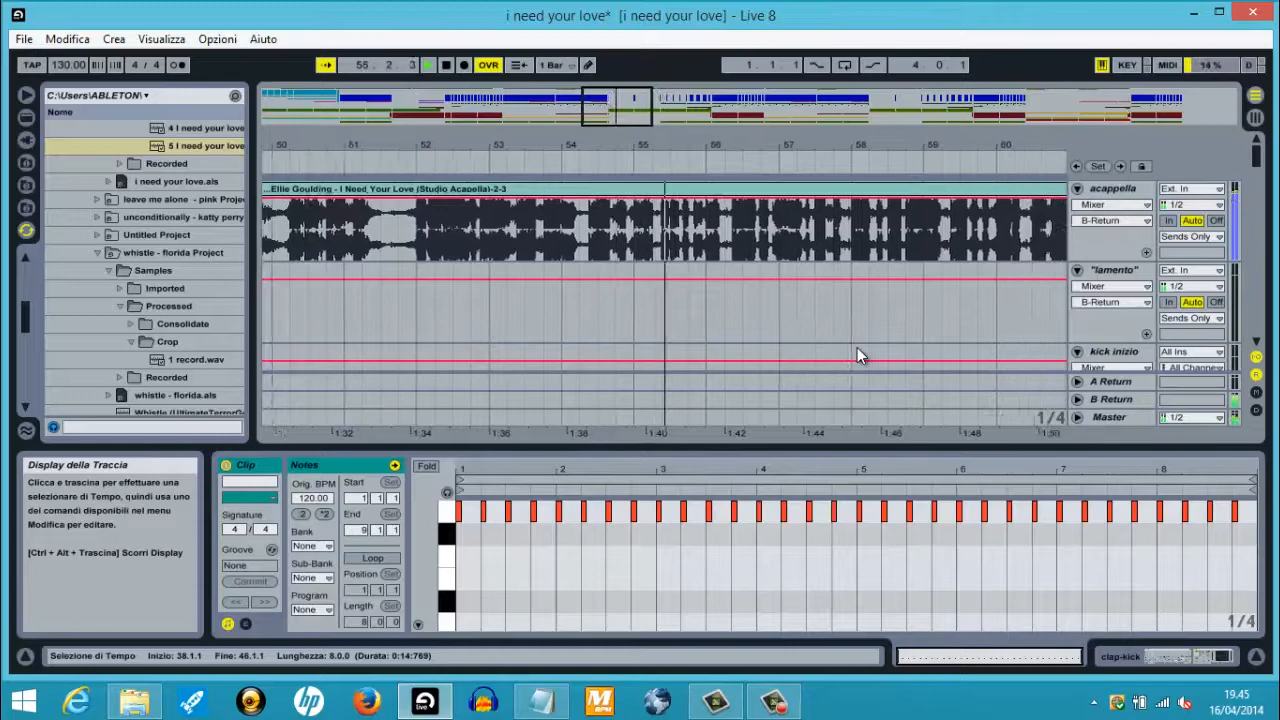 i need your love*  [i need your love] - Live 8
File Modifica Crea Visualizza Opzioni Aiuto
TAP 130.00 4 / 4 55. 2. 3 OVR 1 Bar 1. 1. 1 4. 0. 1 KEY MIDI 14 % D
C:\Users\ABLETON\
Nome
4 I need your love
5 I need your love
Recorded
i need your love.als
leave me alone - pink Project
unconditionally - katty perry
Untitled Project
whistle - florida Project
Samples
Imported
Processed
Consolidate
Crop
1 record.wav
Recorded
whistle - florida.als
Whistle (UltimateTerrorG
50 51 52 53 54 55 56 57 58 59 60
Set
...Ellie Goulding - I Need Your Love (Studio Acapella)-2-3
acappella Ext. In
Mixer 1/2
B-Return In Auto Off
Sends Only
"lamento" Ext. In
Mixer 1/2
B-Return In Auto Off
Sends Only
kick inizio All Ins
Mixer All Channe
A Return
B Return
Master 1/2
1/4
1:32 1:34 1:36 1:38 1:40 1:42 1:44 1:46 1:48 1:50
Display della Traccia
Clicca e trascina per effettuare una
selezionare di Tempo, quindi usa uno
dei comandi disponibili nel menu
Modifica per editare.
[Ctrl + Alt + Trascina] Scorri Display
Clip
Signature
4 / 4
Groove
None
Commit
<< >>
Notes
Orig. BPM
120.00
:2 *2
Bank
None
Sub-Bank
None
Program
None
Start Set
1 1 1
End Set
9 1 1
Loop
Position Set
1 1 1
Length Set
8 0 0
Fold
1 2 3 4 5 6 7 8
1/4
Selezione di Tempo Inizio: 38.1.1 Fine: 46.1.1 Lunghezza: 8.0.0 (Durata: 0:14:769)
clap-kick
hp
M
BPM
19.45
16/04/2014